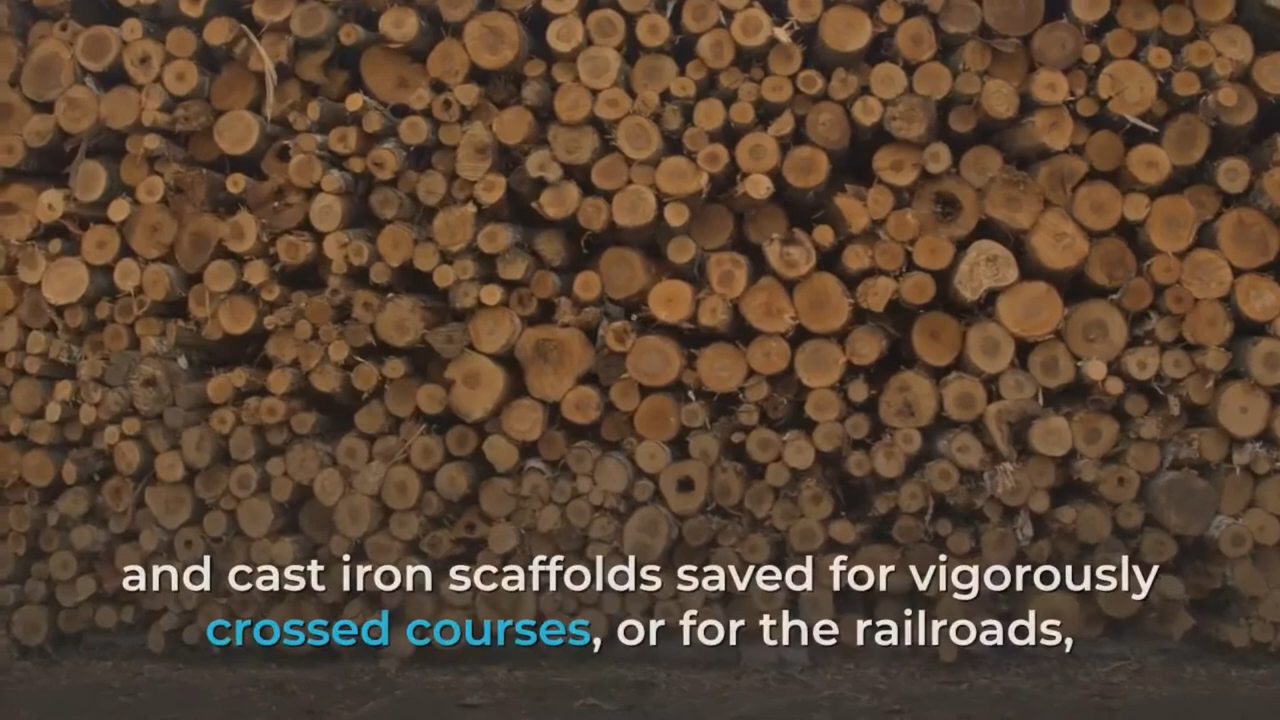 and cast iron scaffolds saved for vigorously
crossed courses, or for the railroads,